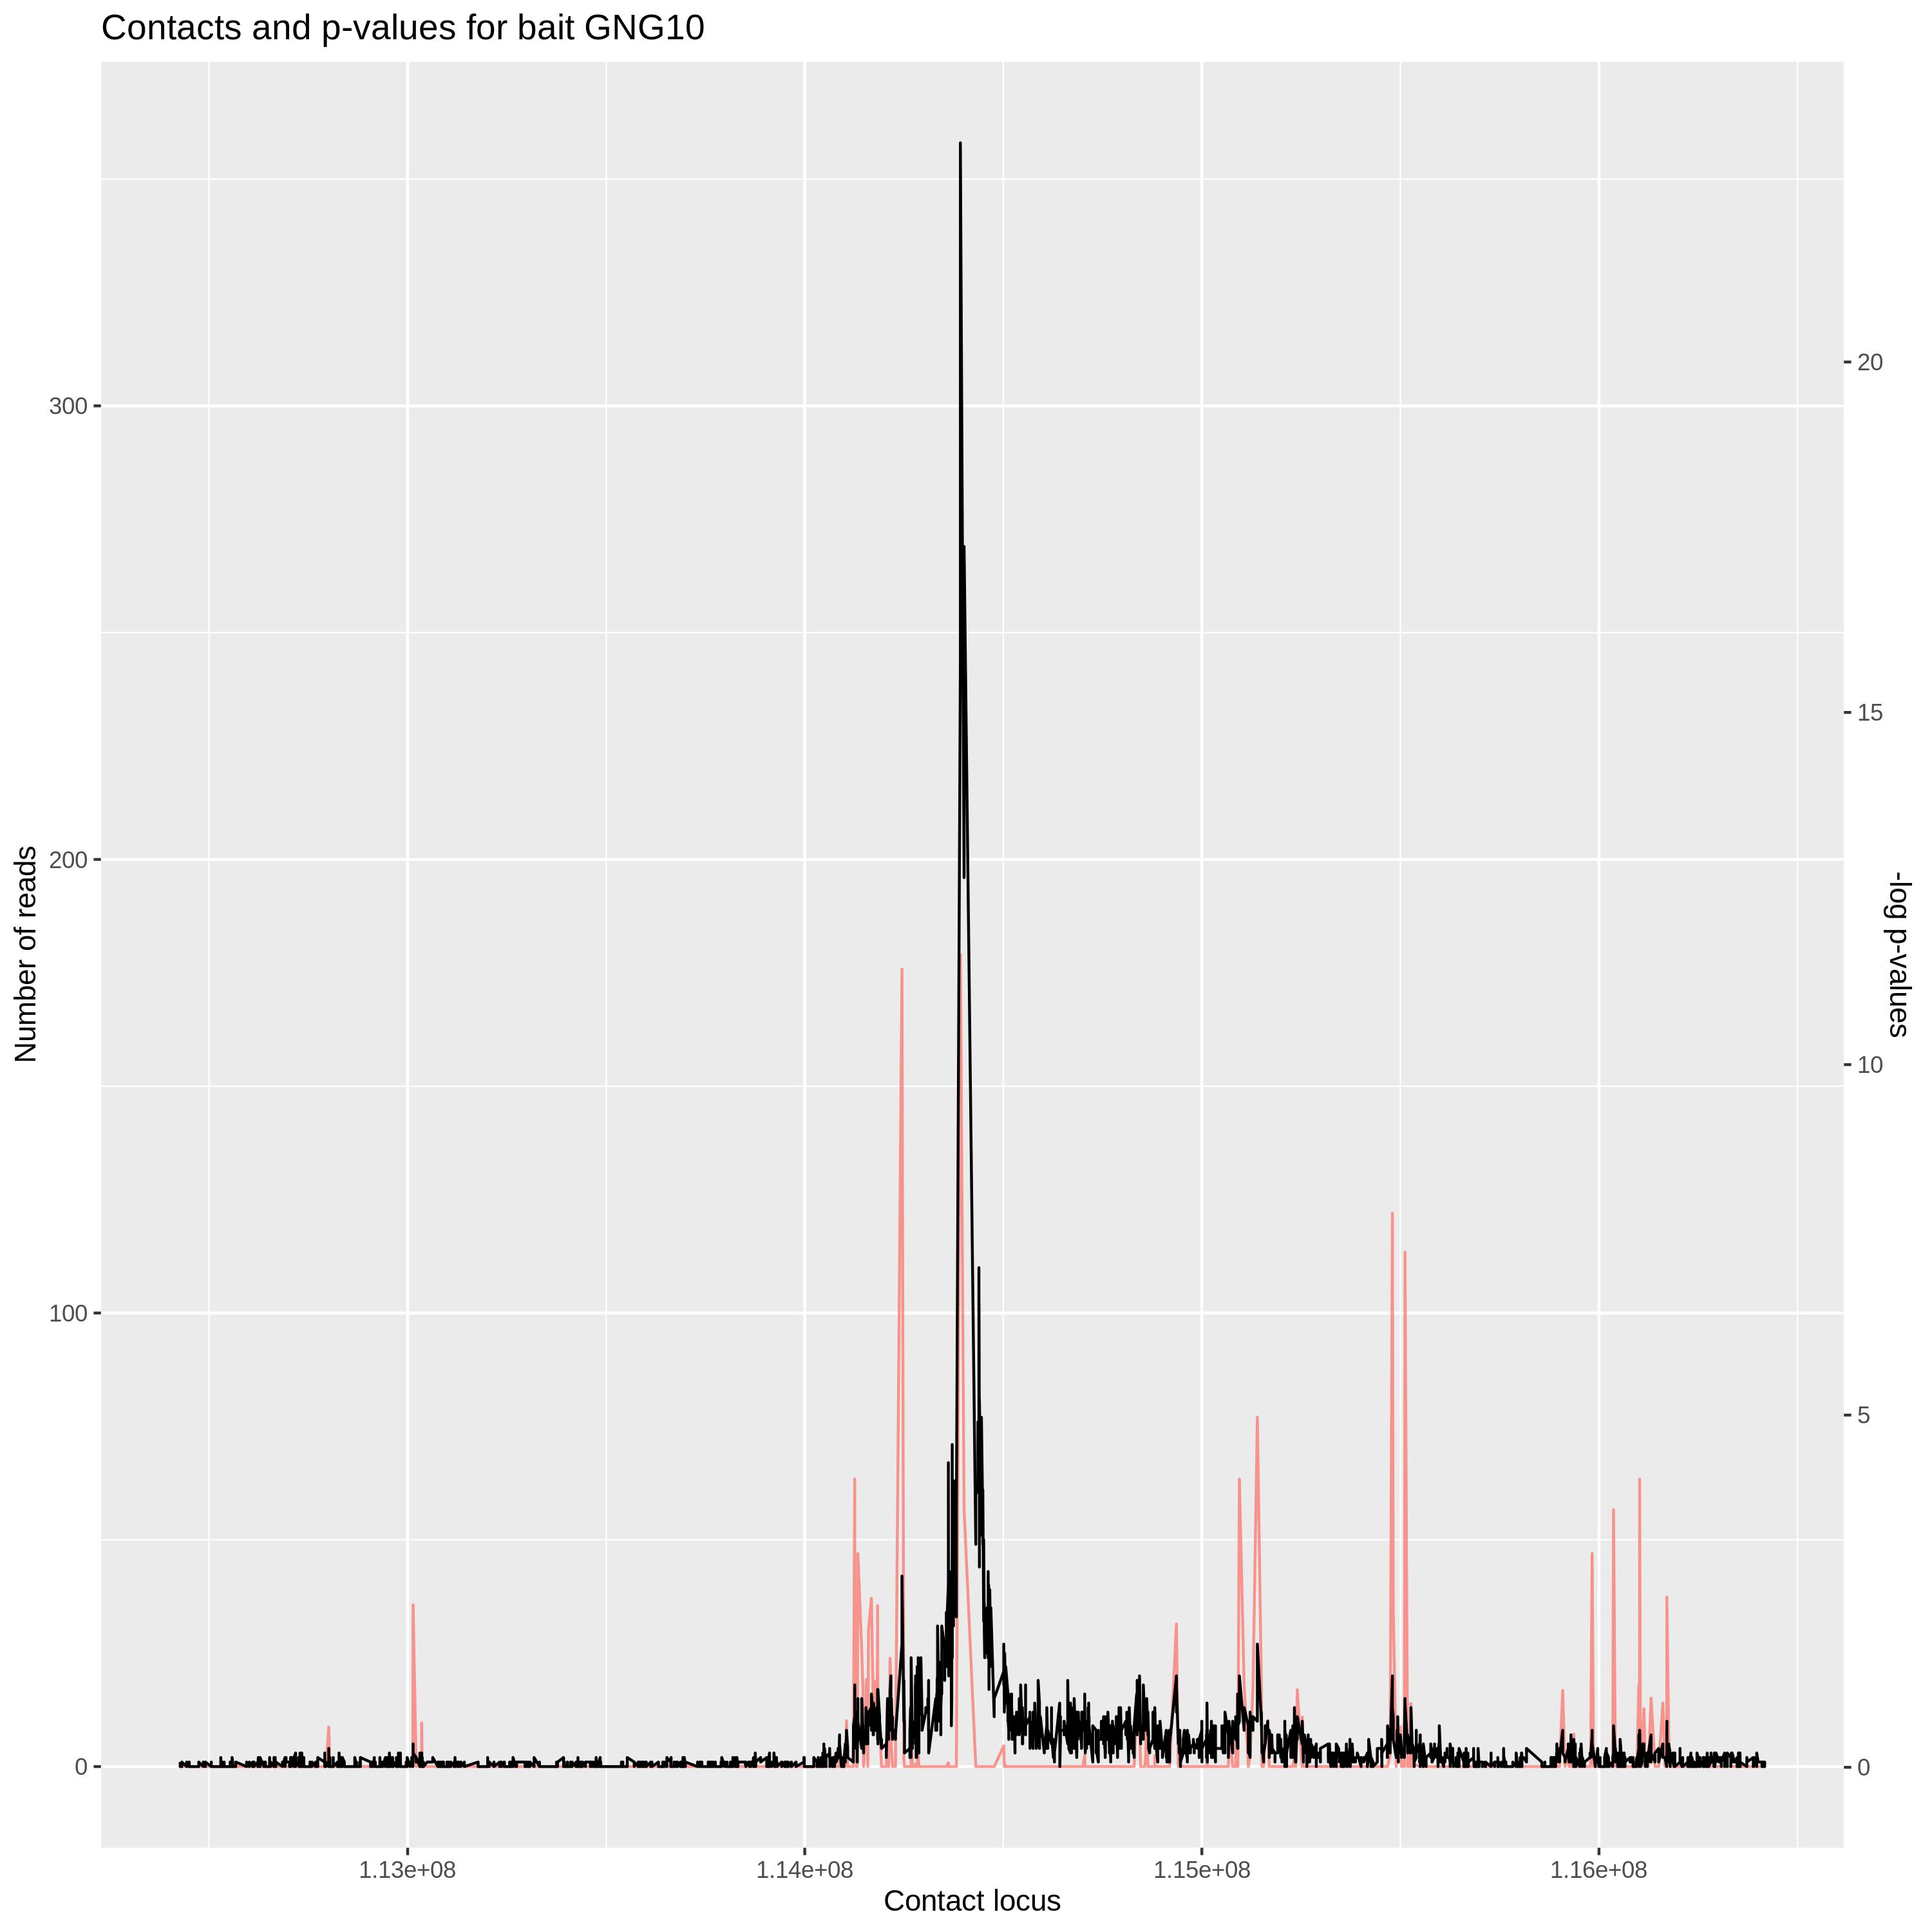 Contacts and p-values for bait GNG10
Number of reads
300
200
100
0
20
15
10
5
0
-log p-values
1.13e+08
1.14e+08
1.15e+08
1.16e+08
Contact locus